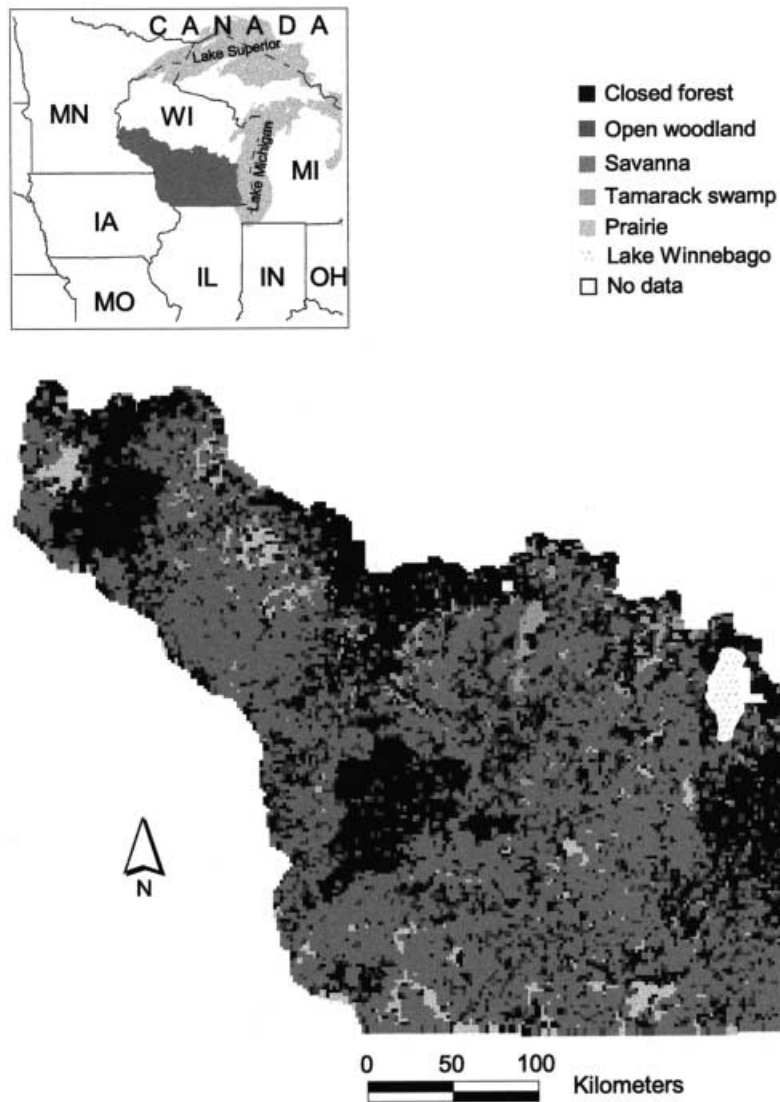 C A N A D A
Lake Superior
MN
WI
Lake Michigan
MI
IA
IL
IN
OH
MO
Closed forest
Open woodland
Savanna
Tamarack swamp
Prairie
Lake Winnebago
No data
N
0 50 100
Kilometers